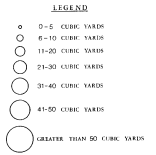 LEGEND
0-5 CUBIC YARDS
6-10 CUBIC YARDS
11-20 CUBIC YARDS
21-30 CUBIC YARDS
31-40 CUBIC YARDS
41-50 CUBIC YARDS
GREATER THAN 50 CUBIC YARDS